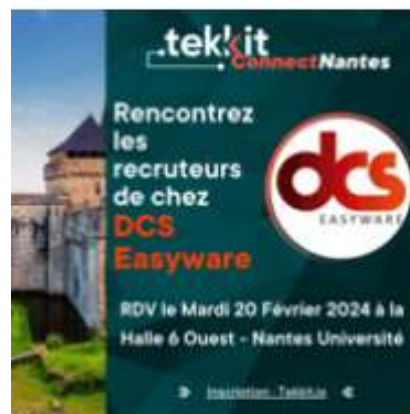 .tekkit
ConnectNantes
Rencontrez
les
recruteurs
de chez
DCS
Easyware
dcs
EASYWARE
RDV le Mardi 20 Février 2024 à la
Halle 6 Ouest - Nantes Université
Inscription : Tekkit.io